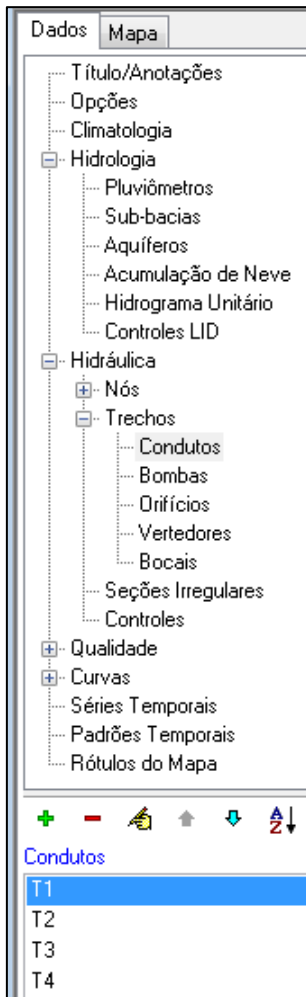 Dados Mapa
Título/Anotações
Opções
Climatologia
Hidrologia
Pluviômetros
Sub-bacias
Aquíferos
Acumulação de Neve
Hidrograma Unitário
Controles LID
Hidráulica
Nós
Trechos
Condutos
Bombas
Orifícios
Vertedores
Bocais
Seções Irregulares
Controles
Qualidade
Curvas
Séries Temporais
Padrões Temporais
Rótulos do Mapa
AZ
Condutos
T1
T2
T3
T4